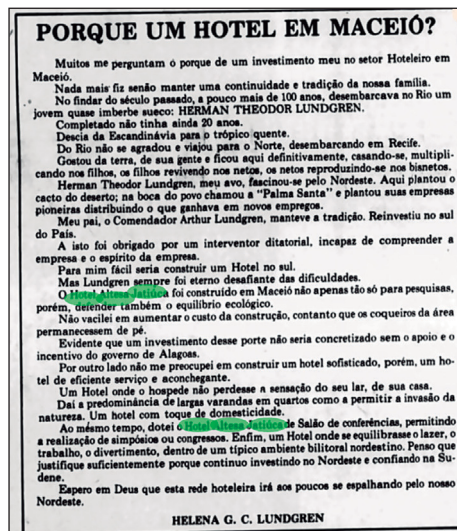 PORQUE UM HOTEL EM MACEIÓ?
Muitos me perguntam o porque de um investimento meu no setor Hoteleiro em
Maceió.
Nada mais fiz senão manter uma continuidade e tradição da nossa família.
No findar do século passado, a pouco mais de 100 anos, desembarcava no Rio um
jovem quase imberbe sueco: HERMAN THEODOR LUNDGREN.
Completado não tinha ainda 20 anos.
Descia da Escandinávia para o trópico quente.
Do Rio não se agradou e viajou para o Norte, desembarcando em Recife.
Gostou da terra, de sua gente e ficou aqui definitivamente, casando-se, multipli-
cando nos filhos, os filhos revivendo nos netos, os netos reproduzindo-se nos bisnetos.
Herman Theodor Lundgren, meu avo, fascinou-se pelo Nordeste. Aqui plantou o
cacto do deserto; na boca do povo chamou a "Palma Santa" e plantou suas empresas
pioneiras distribuindo o que ganhava em novos empregos.
Meu pai, o Comendador Arthur Lundgren, manteve a tradição. Reinvestiu no sul
do País.
A isto foi obrigado por um interventor ditatorial, incapaz de compreender a
empresa e o espírito da empresa.
Para mim fácil seria construir um Hotel no sul.
Mas Lundgren sempre foi eterno desafiante das dificuldades.
O Hotel Altesa Jatiúca foi construído em Maceió não apenas tão só para pesquisas,
porém, defender também o equilíbrio ecológico.
Não vacilei em aumentar o custo da construção, contanto que os coqueiros da área
permanecessem de pé.
Evidente que um investimento desse porte não seria concretizado sem o apoio e o
incentivo do governo de Alagoas.
Por outro lado não me preocupei em construir um hotel sofisticado, porém, um ho-
tel de eficiente serviço e aconchegante.
Um Hotel onde o hospede não perdesse a sensação do seu lar, de sua casa.
Daí a predominância de largas varandas em quartos como a permitir a invasão da
natureza. Um hotel com toque de domesticidade.
Ao mesmo tempo, dotei o Hotel Altesa Jatiúca de Salão de conferências, permitindo
a realização de simpósios ou congressos. Enfim, um Hotel onde se equilibrasse o lazer, o
trabalho, o divertimento, dentro de um típico ambiente bilitoral nordestino. Penso que
justifique suficientemente porque continuo investindo no Nordeste e confiando na Su-
dene.
Espero em Deus que esta rede hoteleira irá aos poucos se espalhando pelo nosso
Nordeste.
HELENA G. C. LUNDGREN